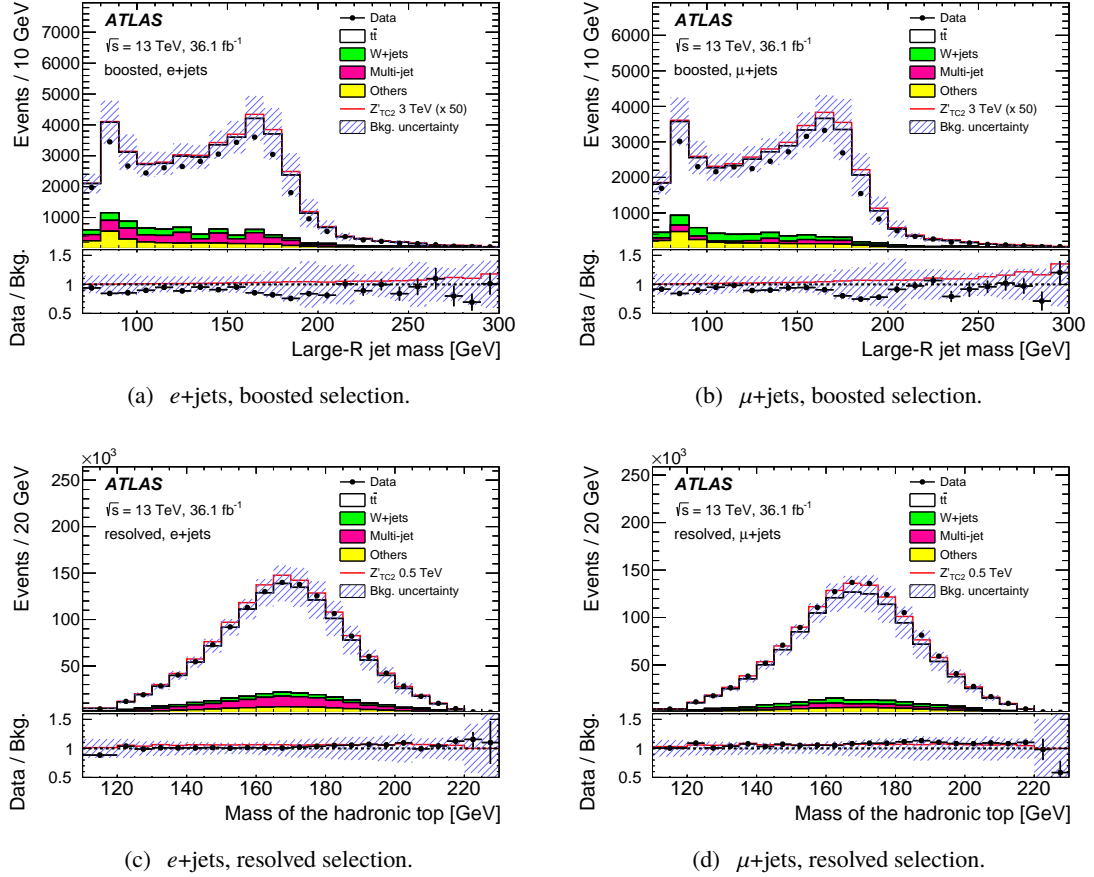 Events / 10 GeV
7000
6000
5000
4000
3000
2000
1000
ATLAS
√s = 13 TeV, 36.1 fb⁻¹
boosted, e+jets
Data
tt̄
W+jets
Multi-jet
Others
Z'TC2 3 TeV (x 50)
Bkg. uncertainty
Data / Bkg.
1.5
1
0.5
100 150 200 250 300
Large-R jet mass [GeV]
(a) e+jets, boosted selection.
Events / 10 GeV
6000
5000
4000
3000
2000
1000
ATLAS
√s = 13 TeV, 36.1 fb⁻¹
boosted, μ+jets
Data
tt̄
W+jets
Multi-jet
Others
Z'TC2 3 TeV (x 50)
Bkg. uncertainty
Data / Bkg.
1.5
1
0.5
100 150 200 250 300
Large-R jet mass [GeV]
(b) μ+jets, boosted selection.
×10³
Events / 20 GeV
250
200
150
100
50
ATLAS
√s = 13 TeV, 36.1 fb⁻¹
resolved, e+jets
Data
tt̄
W+jets
Multi-jet
Others
Z'TC2 0.5 TeV
Bkg. uncertainty
Data / Bkg.
1.5
1
0.5
120 140 160 180 200 220
Mass of the hadronic top [GeV]
(c) e+jets, resolved selection.
×10³
Events / 20 GeV
250
200
150
100
50
ATLAS
√s = 13 TeV, 36.1 fb⁻¹
resolved, μ+jets
Data
tt̄
W+jets
Multi-jet
Others
Z'TC2 0.5 TeV
Bkg. uncertainty
Data / Bkg.
1.5
1
0.5
120 140 160 180 200 220
Mass of the hadronic top [GeV]
(d) μ+jets, resolved selection.